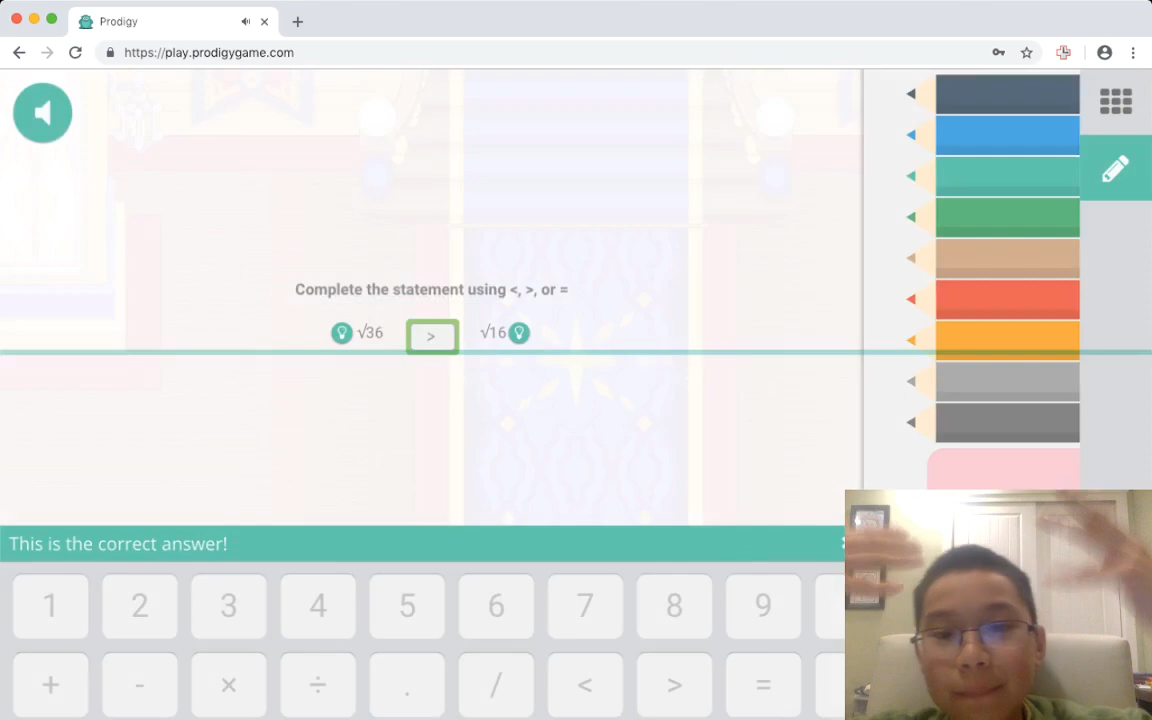 Prodigy
https://play.prodigygame.com
Complete the statement using <, >, or =
√36 > √16
This is the correct answer!
1 2 3 4 5 6 7 8 9
+ - × ÷ . / < > =